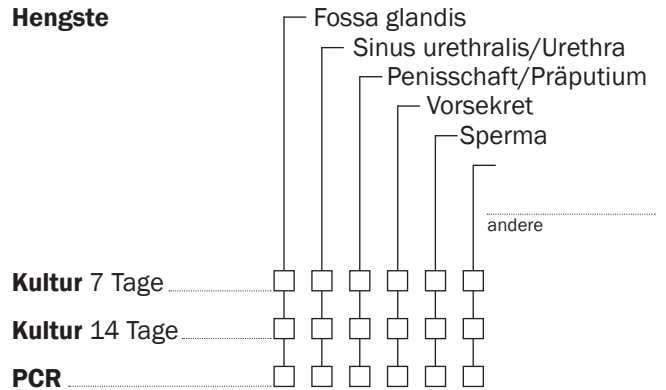 Hengste
Fossa glandis
Sinus urethralis/Urethra
Penisschaft/Präputium
Vorsekret
Sperma
andere
Kultur 7 Tage
Kultur 14 Tage
PCR